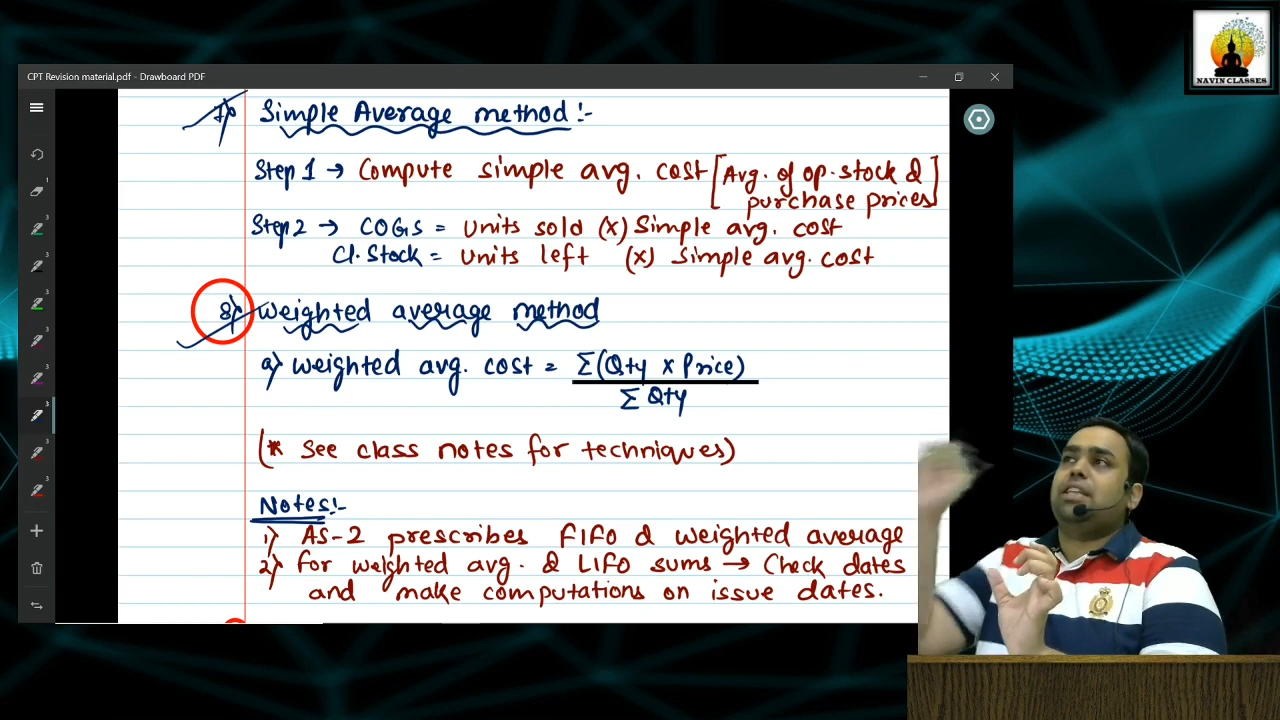 NAVIN CLASSES
CPT Revision material.pdf - Drawboard PDF
7) Simple Average method :-
Step 1 → Compute simple avg. cost [Avg. of op. stock &
purchase prices]
Step 2 → COGS = units sold (x) Simple avg. cost
Cl. Stock = units left (x) Simple avg. cost
8) Weighted average method
a) Weighted avg. cost = Σ(Qty x Price)
Σ Qty
(* See class notes for techniques)
Notes:-
1) AS-2 prescribes FIFO & weighted average
2) for weighted avg. & LIFO sums → Check dates
and make computations on issue dates.